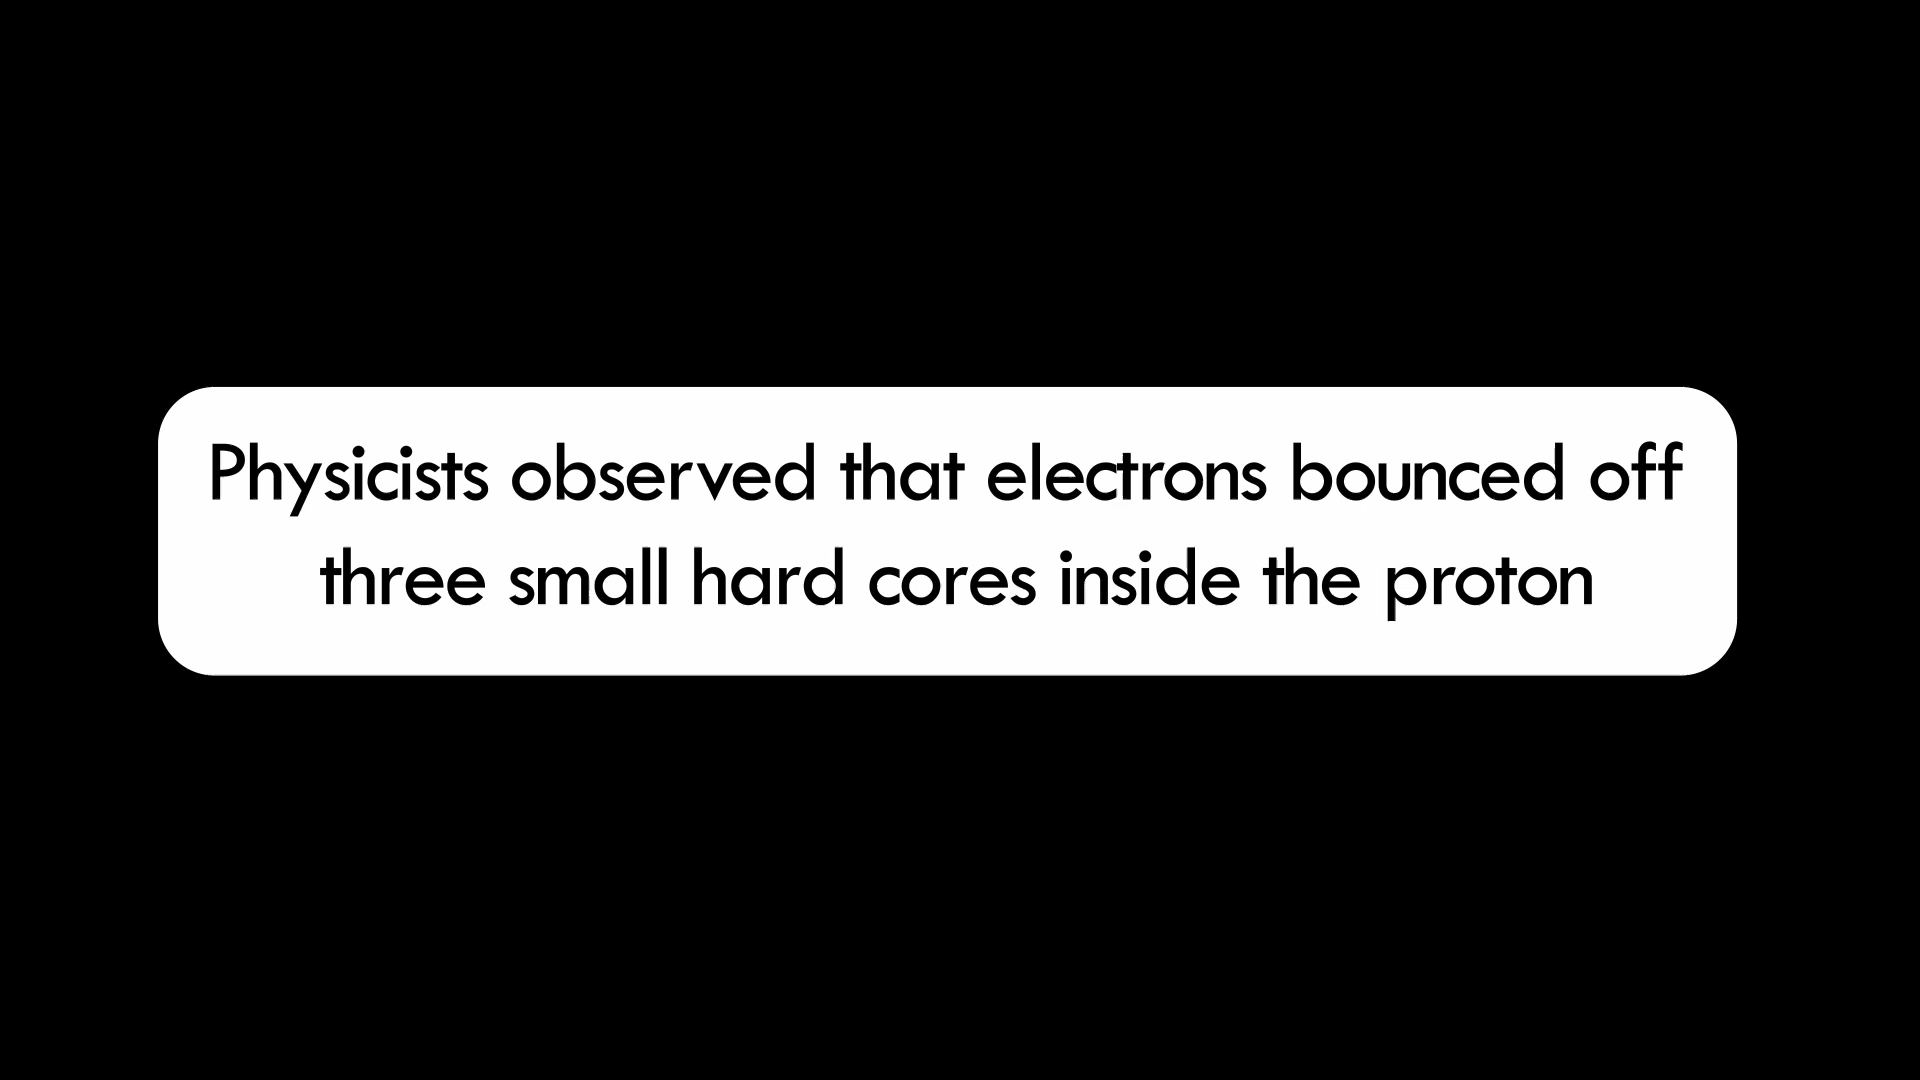 Physicists observed that electrons bounced off
three small hard cores inside the proton